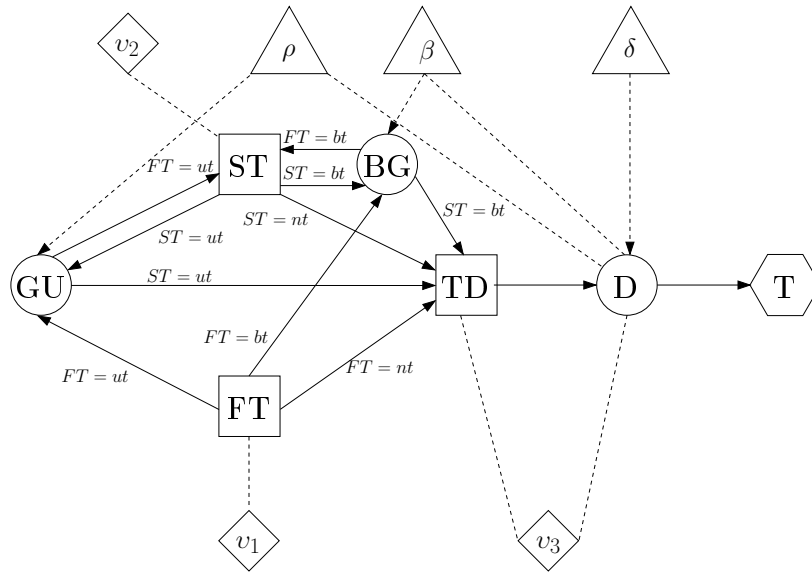 υ2
ρ
β
δ
FT = bt
FT = ut
ST
BG
ST = bt
ST = bt
ST = nt
ST = ut
ST = ut
GU
TD
D
T
FT = bt
FT = nt
FT = ut
FT
υ1
υ3